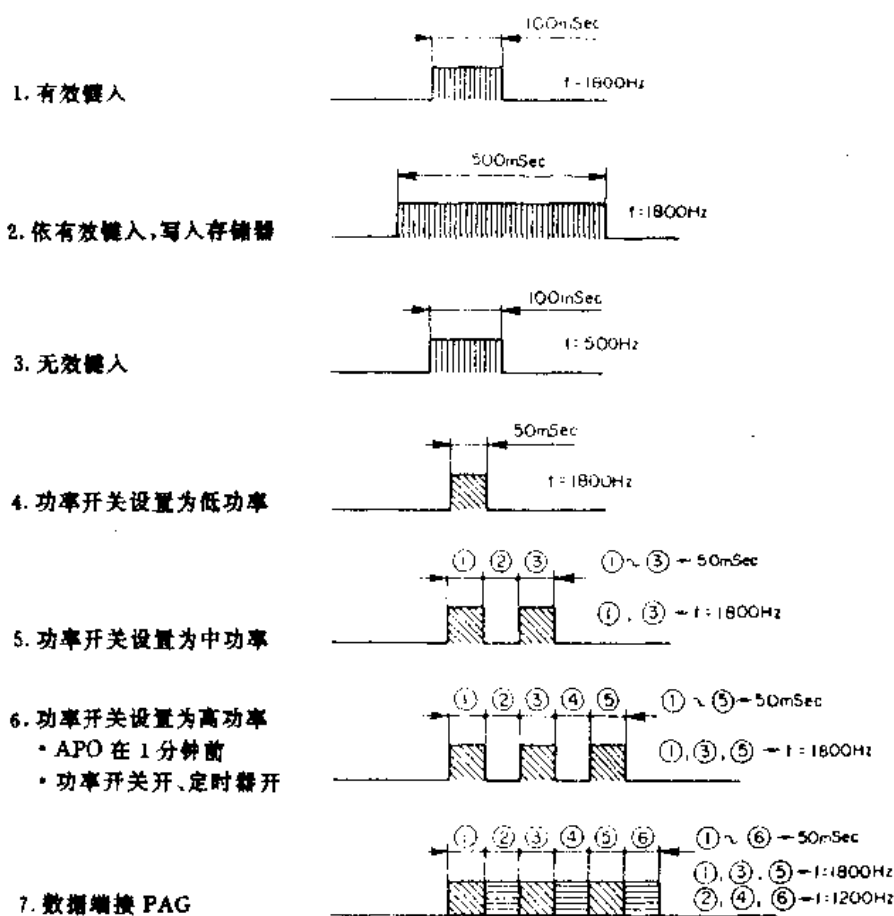 100mSec
1. 有效键入
f=1800Hz
500mSec
2. 依有效键入,写入存储器
f=1800Hz
100mSec
3. 无效键入
f=500Hz
50mSec
4. 功率开关设置为低功率
f=1800Hz
① ② ③ ①~③-50mSec
①, ③-f=1800Hz
5. 功率开关设置为中功率
① ② ③ ④ ⑤ ①~⑤-50mSec
6. 功率开关设置为高功率
• APO 在 1 分钟前
①, ③, ⑤-f=1800Hz
• 功率开关开、定时器开
① ② ③ ④ ⑤ ⑥ ①~⑥-50mSec
①, ③, ⑤-f=1800Hz
②, ④, ⑥-f=1200Hz
7. 数据端接 PAG